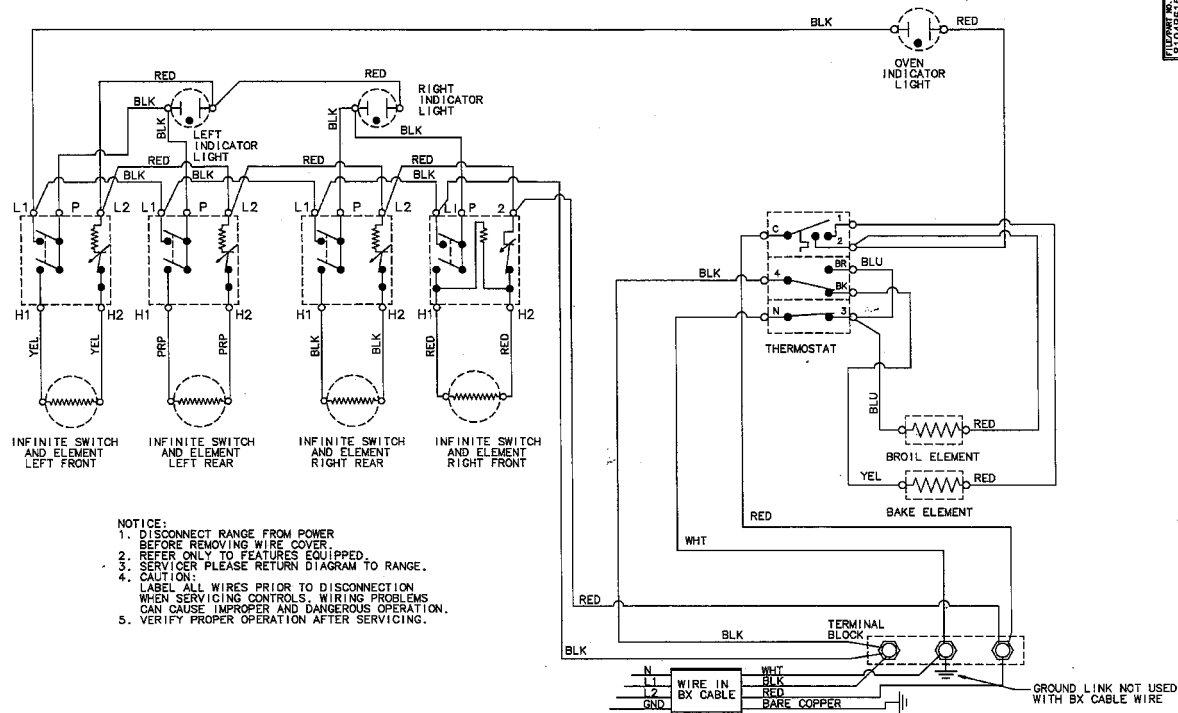 BLK
RED
OVEN
INDICATOR
LIGHT
RED
RED
RIGHT
INDICATOR
LIGHT
BLK
BLK
LEFT
INDICATOR
LIGHT
BLK
BLK
RED
RED
RED
BLK
BLK
BLK
L1 P L2
L1 P L2
L1 P L2
L1 P 2
H1 H2
H1 H2
H1 H2
H1 H2
YEL YEL
PRP PRP
BLK BLK
RED RED
INFINITE SWITCH
AND ELEMENT
LEFT FRONT
INFINITE SWITCH
AND ELEMENT
LEFT REAR
INFINITE SWITCH
AND ELEMENT
RIGHT REAR
INFINITE SWITCH
AND ELEMENT
RIGHT FRONT
C 1
2
BLK
4 BR BLU
BK
N 3
THERMOSTAT
BLU
RED
BROIL ELEMENT
YEL
RED
BAKE ELEMENT
RED
WHT
NOTICE:
1. DISCONNECT RANGE FROM POWER
BEFORE REMOVING WIRE COVER.
2. REFER ONLY TO FEATURES EQUIPPED.
3. SERVICER PLEASE RETURN DIAGRAM TO RANGE.
4. CAUTION:
LABEL ALL WIRES PRIOR TO DISCONNECTION
WHEN SERVICING CONTROLS. WIRING PROBLEMS
CAN CAUSE IMPROPER AND DANGEROUS OPERATION.
5. VERIFY PROPER OPERATION AFTER SERVICING.
RED
TERMINAL
BLOCK
BLK
BLK
N WHT
L1 BLK
L2 RED
GND BARE COPPER
WIRE IN
BX CABLE
GROUND LINK NOT USED
WITH BX CABLE WIRE